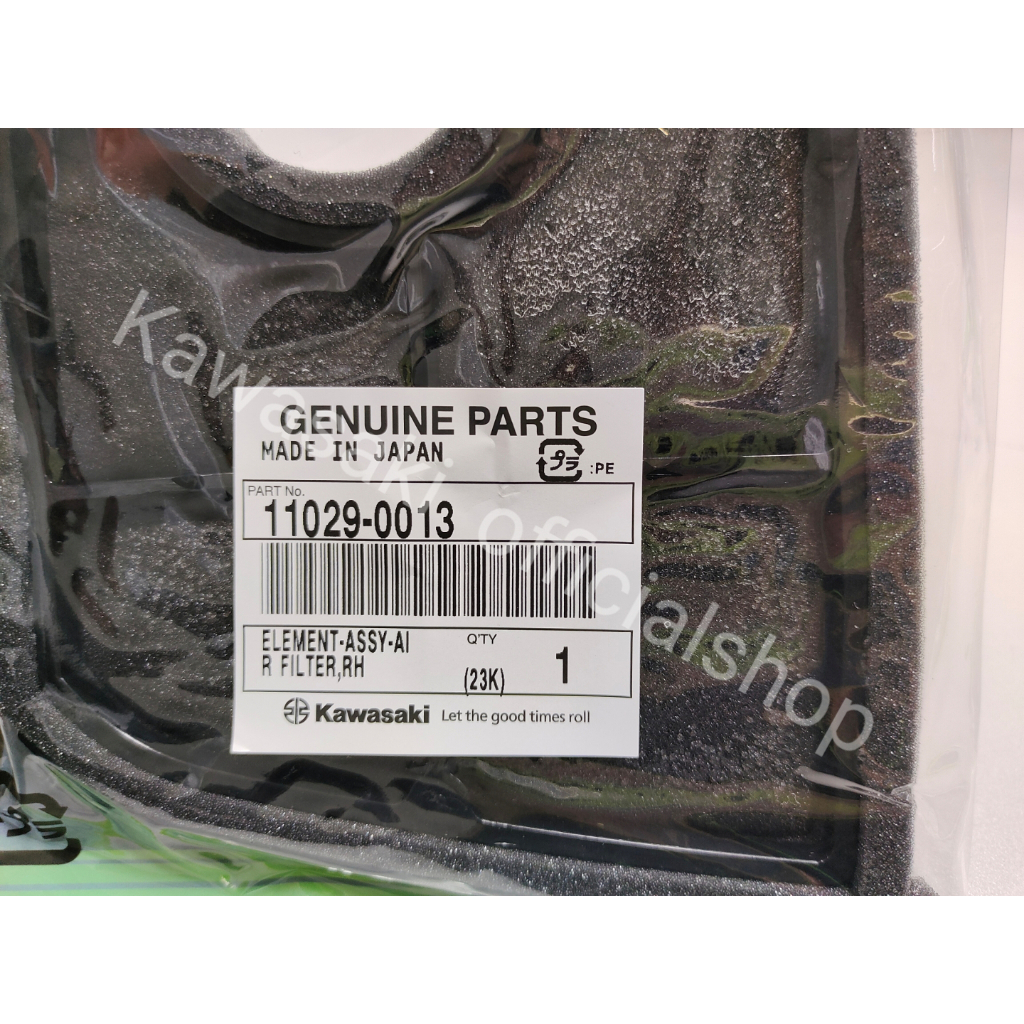 GENUINE PARTS
MADE IN JAPAN
プラ :PE
PART No.
11029-0013
ELEMENT-ASSY-AI
R FILTER,RH
Q'TY
(23K)
1
Kawasaki Let the good times roll
Kawasaki officialshop